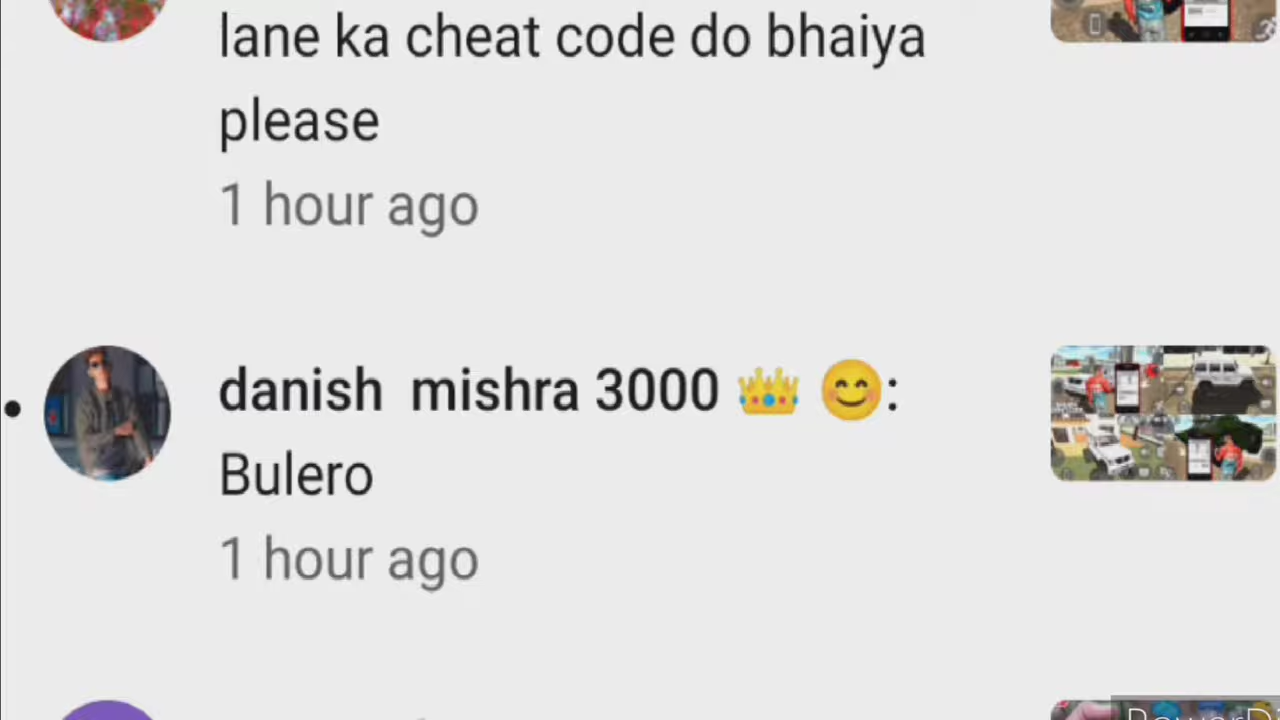 lane ka cheat code do bhaiya
please
1 hour ago
danish mishra 3000 👑 😊:
Bulero
1 hour ago